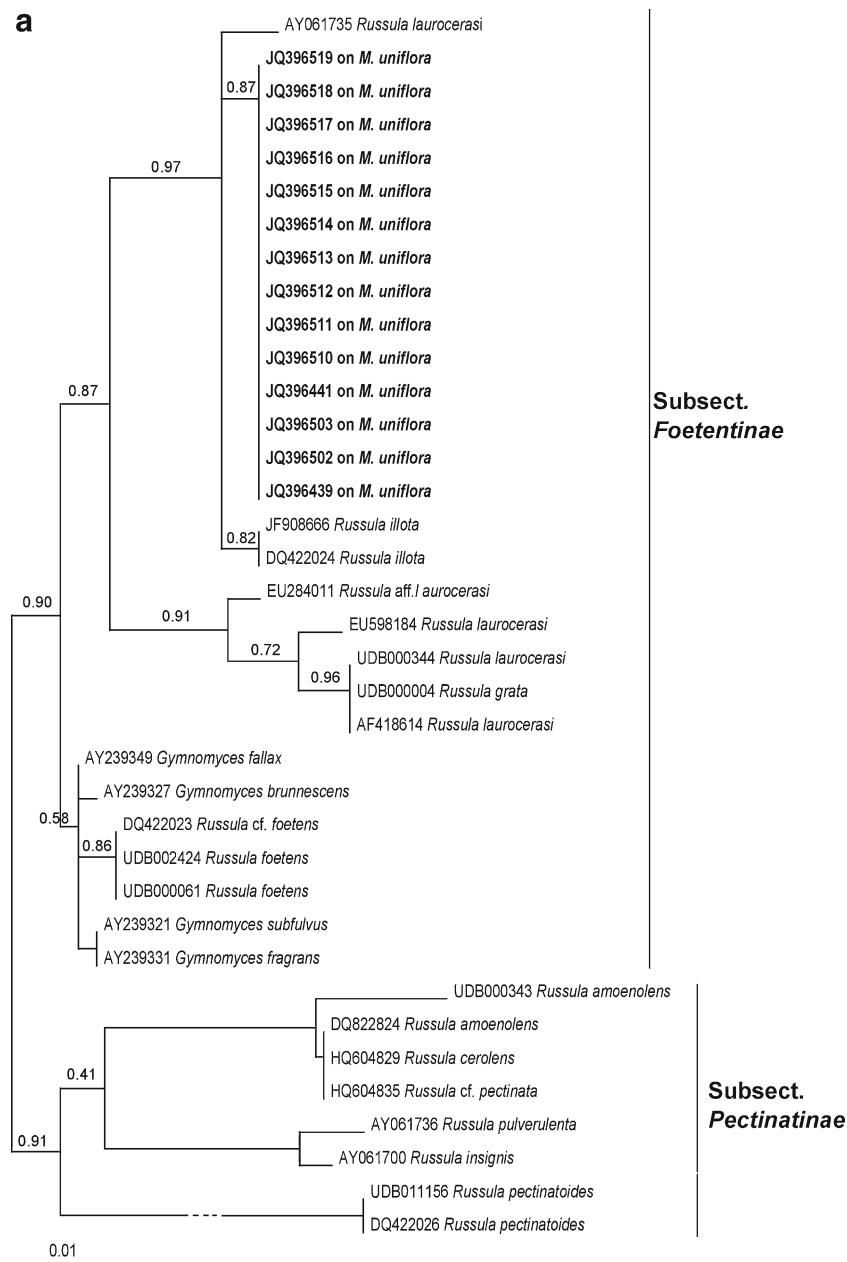 a
AY061735 Russula laurocerasi
JQ396519 on M. uniflora
0.87
JQ396518 on M. uniflora
JQ396517 on M. uniflora
JQ396516 on M. uniflora
0.97
JQ396515 on M. uniflora
JQ396514 on M. uniflora
JQ396513 on M. uniflora
JQ396512 on M. uniflora
JQ396511 on M. uniflora
JQ396510 on M. uniflora
0.87
JQ396441 on M. uniflora
Subsect.
Foetentinae
JQ396503 on M. uniflora
JQ396502 on M. uniflora
JQ396439 on M. uniflora
JF908666 Russula illota
0.82
DQ422024 Russula illota
EU284011 Russula aff.l aurocerasi
0.90
0.91
EU598184 Russula laurocerasi
0.72
UDB000344 Russula laurocerasi
0.96
UDB000004 Russula grata
AF418614 Russula laurocerasi
AY239349 Gymnomyces fallax
AY239327 Gymnomyces brunnescens
0.58
DQ422023 Russula cf. foetens
0.86
UDB002424 Russula foetens
UDB000061 Russula foetens
AY239321 Gymnomyces subfulvus
AY239331 Gymnomyces fragrans
UDB000343 Russula amoenolens
DQ822824 Russula amoenolens
HQ604829 Russula cerolens
0.41
HQ604835 Russula cf. pectinata
Subsect.
Pectinatinae
AY061736 Russula pulverulenta
0.91
AY061700 Russula insignis
UDB011156 Russula pectinatoides
DQ422026 Russula pectinatoides
0.01